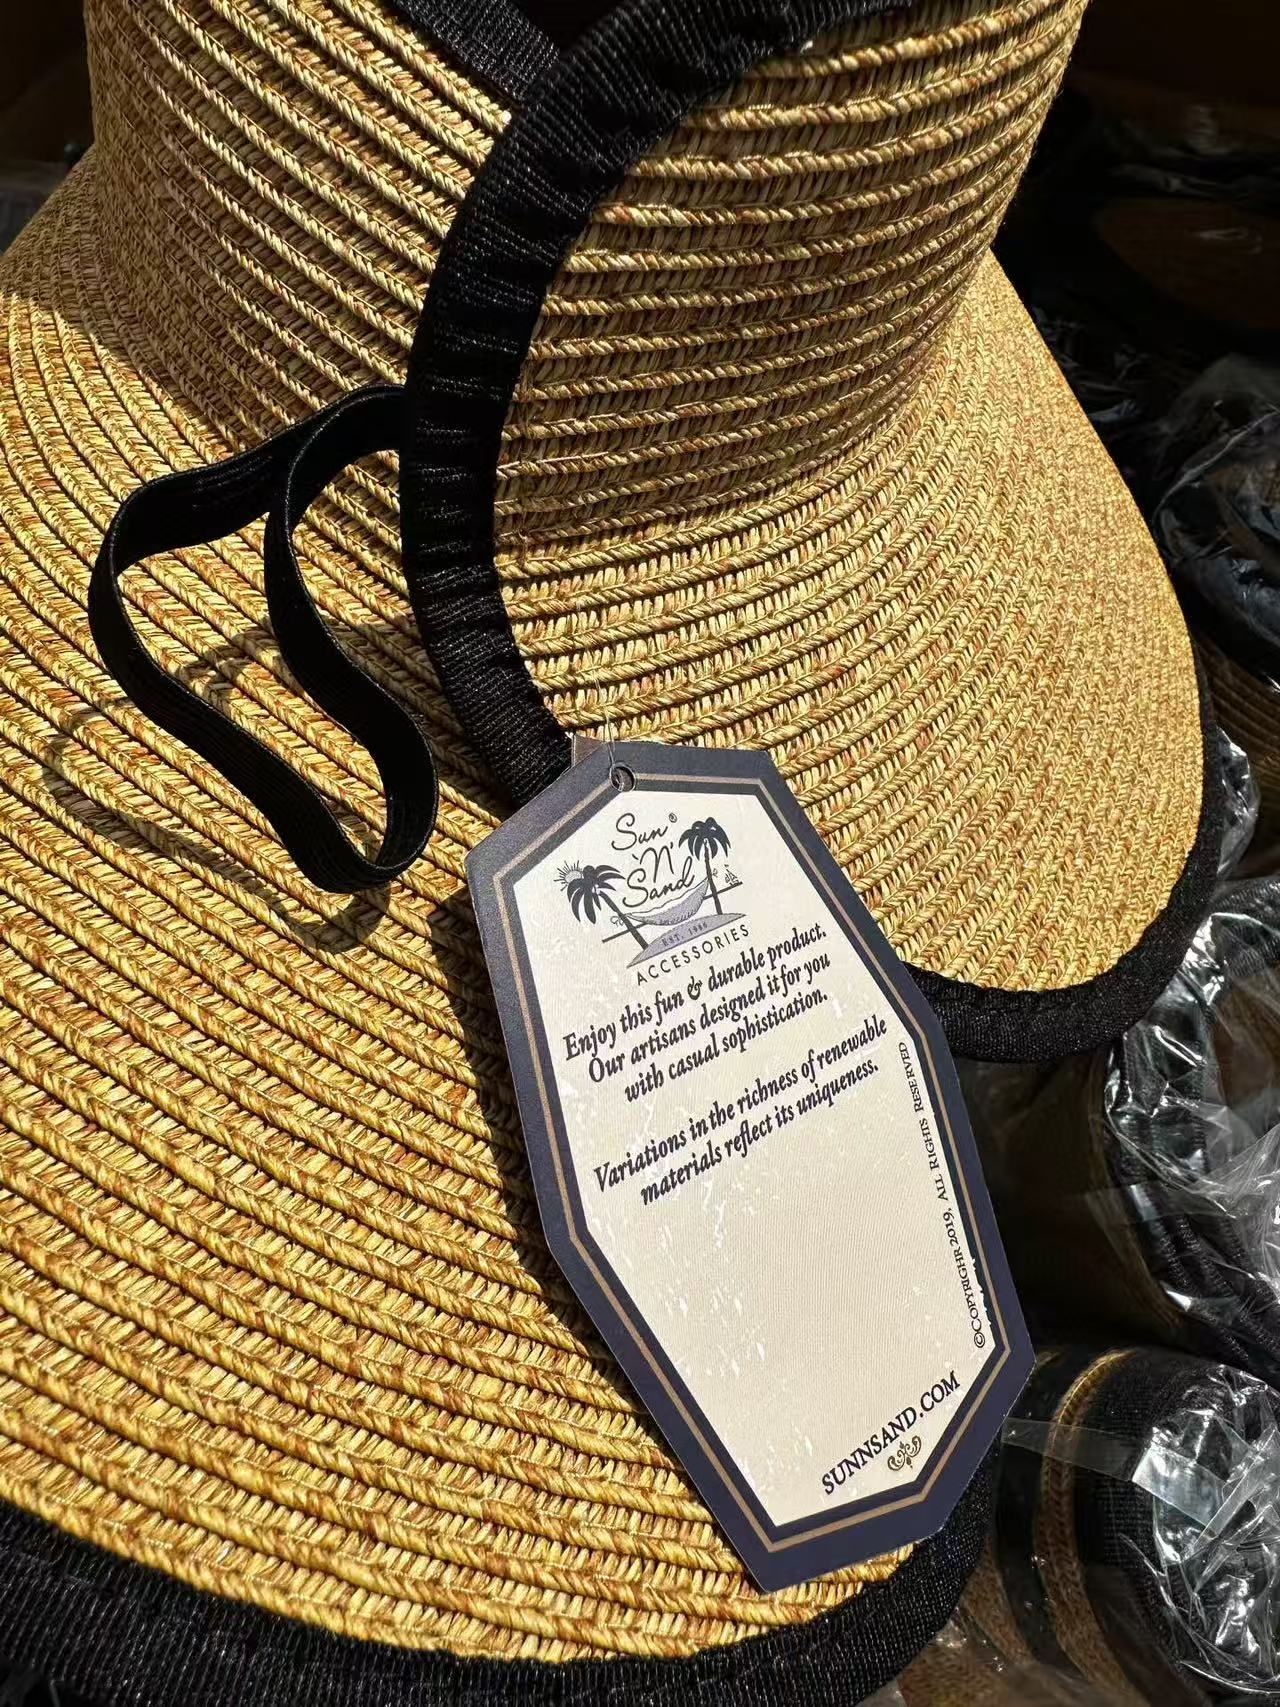 Sun ®
'N'
Sand
EST. 1986
ACCESSORIES
Enjoy this fun & durable product.
Our artisans designed it for you
with casual sophistication.
Variations in the richness of renewable
materials reflect its uniqueness.
©COPYRIGHR 2019, ALL RIGHTS RESERVED
SUNNSAND.COM